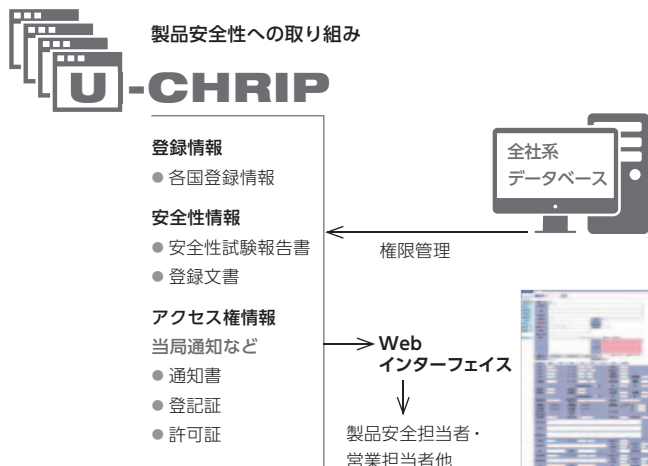 製品安全性への取り組み
U-CHRIP
登録情報
● 各国登録情報
安全性情報
● 安全性試験報告書
● 登録文書
アクセス権情報
当局通知など
● 通知書
● 登記証
● 許可証
全社系
データベース
権限管理
Web
インターフェイス
製品安全担当者・
営業担当者他